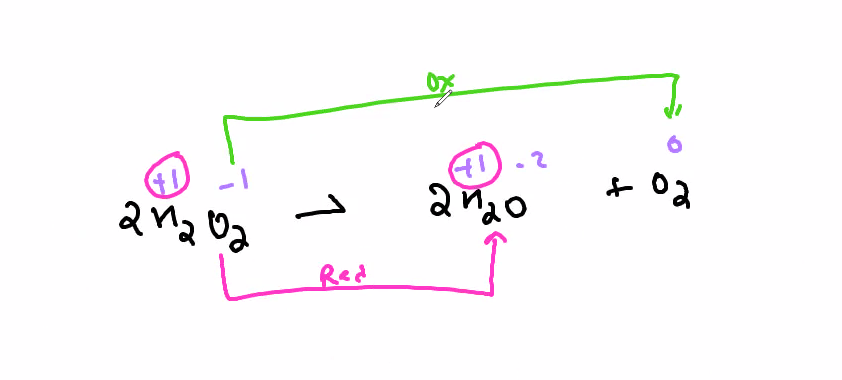 Ox
+1 -1 +1 -2 0
2H₂O₂ → 2H₂O + O₂
Red